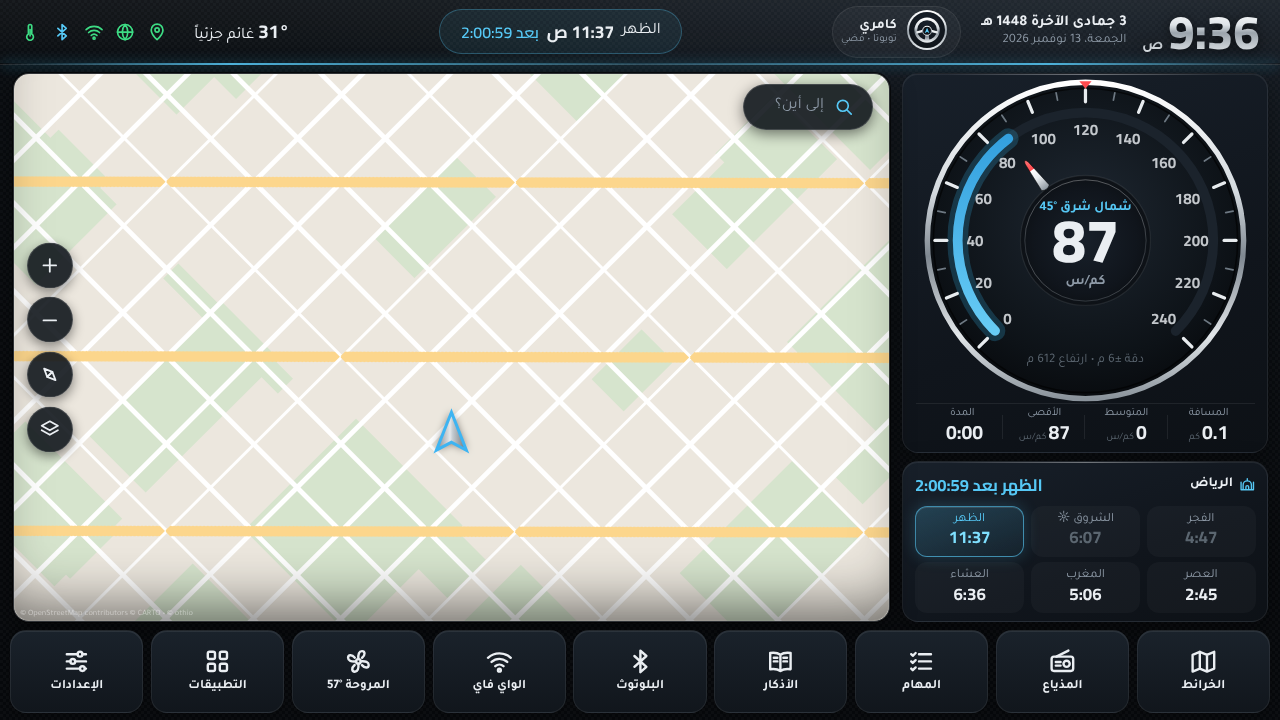 9:36 ص
3 جمادى الآخرة 1448 هـ
الجمعة، 13 نوفمبر 2026
كامري
تويوتا • فضي
الظهر 11:37 ص بعد 2:00:59
31° غائم جزئياً
إلى أين؟
© OpenStreetMap contributors © CARTO • © Uthio
0
20
40
60
80
100
120
140
160
180
200
220
240
شمال شرق 45°
87
كم/س
دقة ±6 م • ارتفاع 612 م
المسافة
0.1 كم
المتوسط
0 كم/س
الأقصى
87 كم/س
المدة
0:00
الرياض
الظهر بعد 2:00:59
الفجر
4:47
الشروق
6:07
الظهر
11:37
العصر
2:45
المغرب
5:06
العشاء
6:36
الخرائط
المذياع
المهام
الأذكار
البلوتوث
الواي فاي
المروحة 57°
التطبيقات
الإعدادات